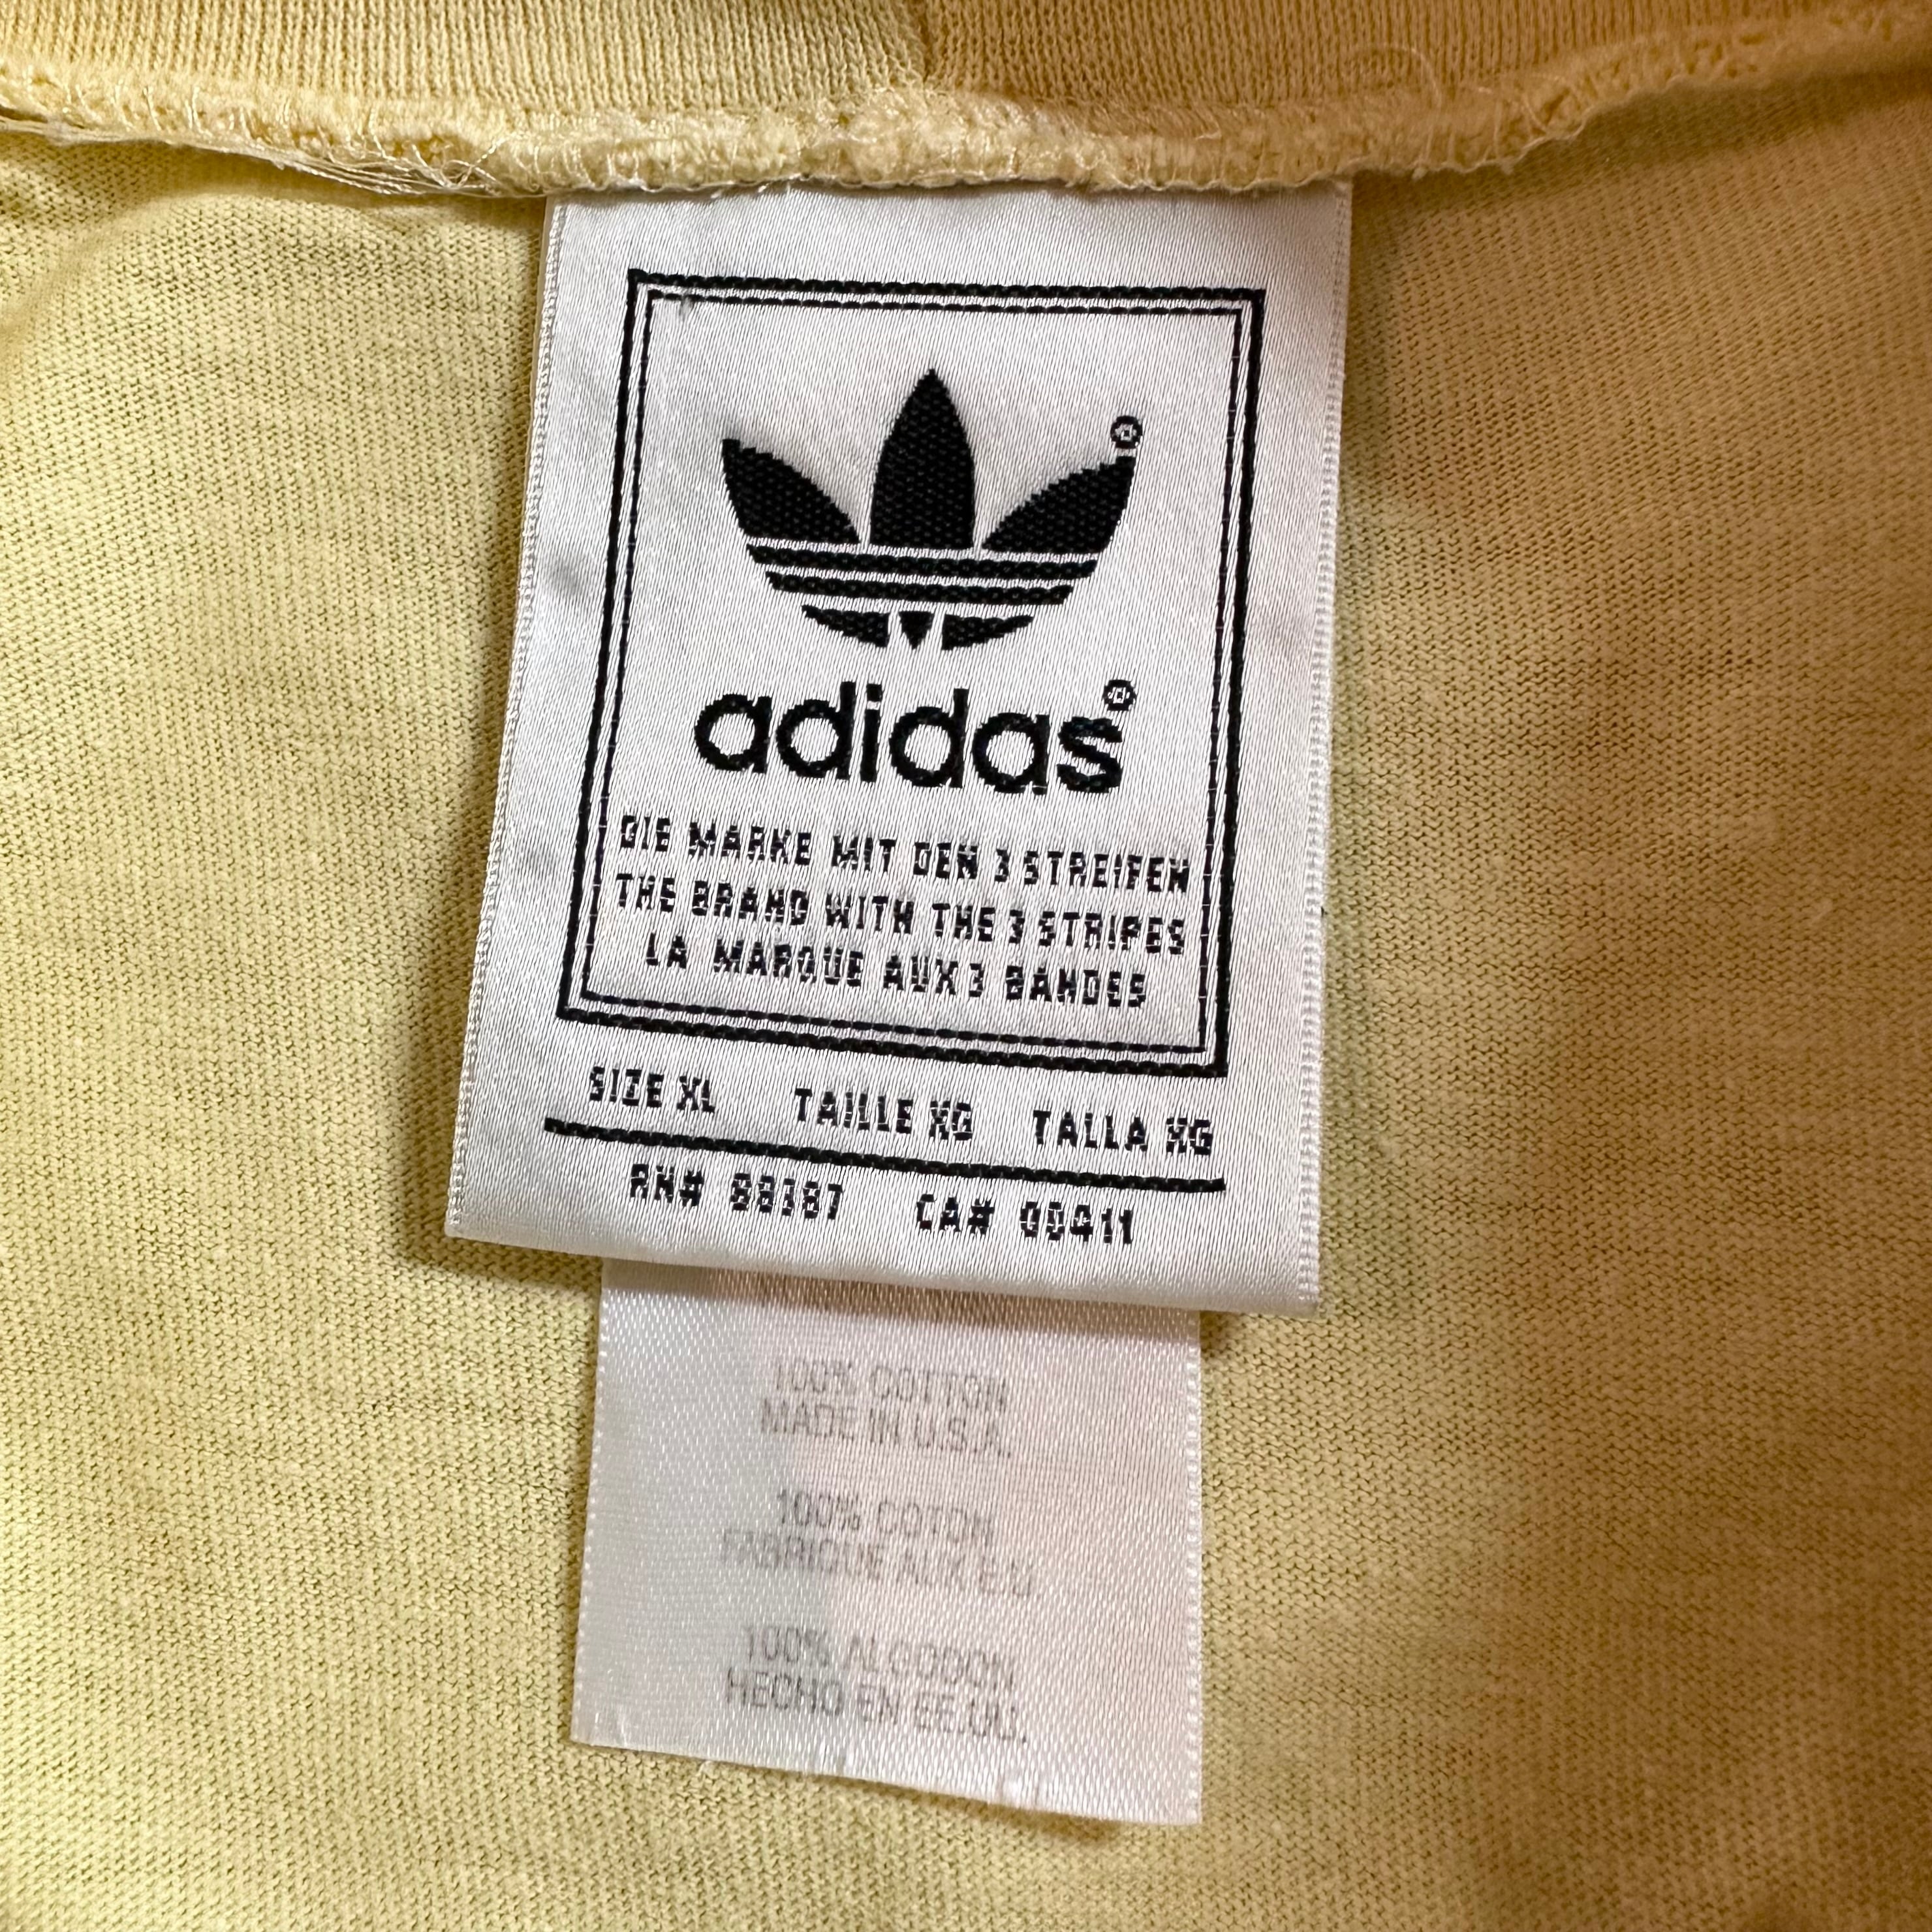 ®
adidas®
DIE MARKE MIT DEN 3 STREIFEN
THE BRAND WITH THE 3 STRIPES
LA MARQUE AUX 3 BANDES
SIZE XL TAILLE XG TALLA XG
RN# 88387 CA# 00411
100% COTTON
MADE IN U.S.A.
100% COTON
FABRIQUE AUX E.U.
100% ALGODON
HECHO EN EE.UU.